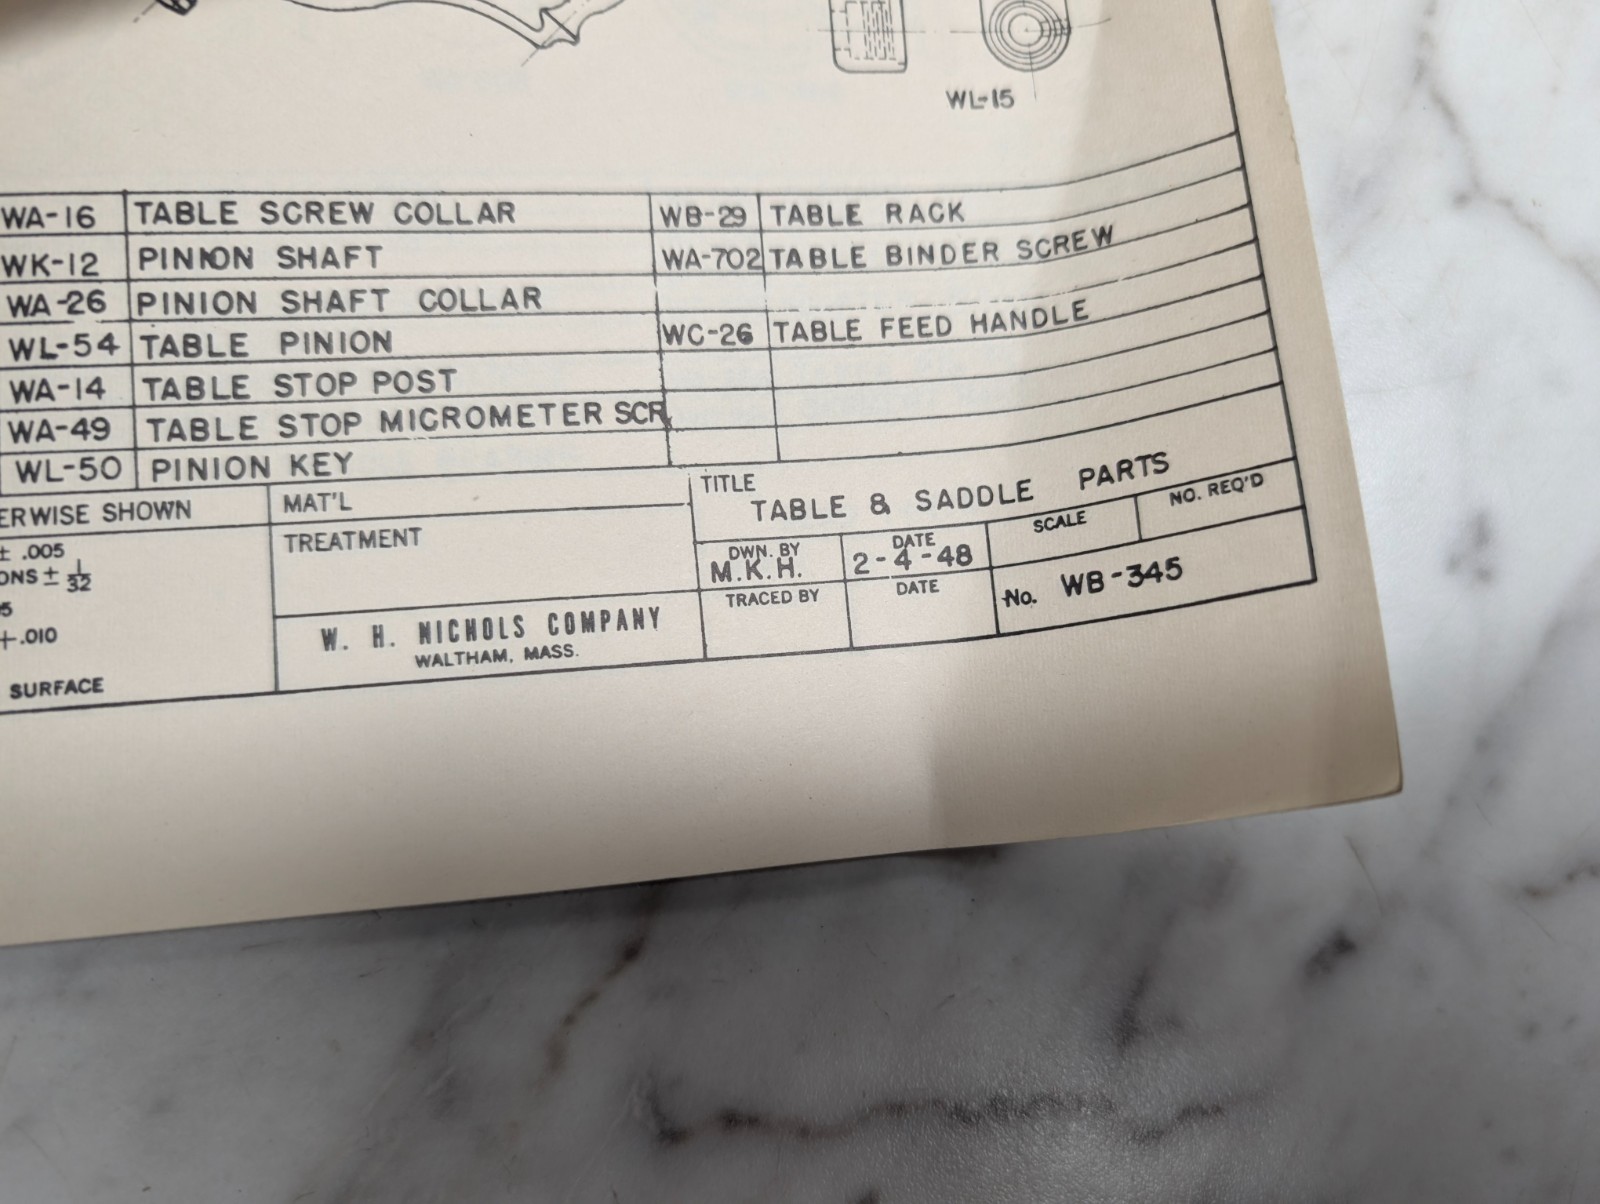 WL-15
WA-16 TABLE SCREW COLLAR WB-29 TABLE RACK
WK-12 PINION SHAFT WA-702 TABLE BINDER SCREW
WA-26 PINION SHAFT COLLAR
WL-54 TABLE PINION WC-26 TABLE FEED HANDLE
WA-14 TABLE STOP POST
WA-49 TABLE STOP MICROMETER SCR.
WL-50 PINION KEY
ERWISE SHOWN
± .005
ONS ± 1/32
5
+.010
SURFACE
MAT'L
TREATMENT
W. H. NICHOLS COMPANY
WALTHAM, MASS.
TITLE
TABLE & SADDLE PARTS
DWN. BY
M.K.H.
DATE
2-4-48
SCALE
NO. REQ'D
TRACED BY
DATE
No. WB-345